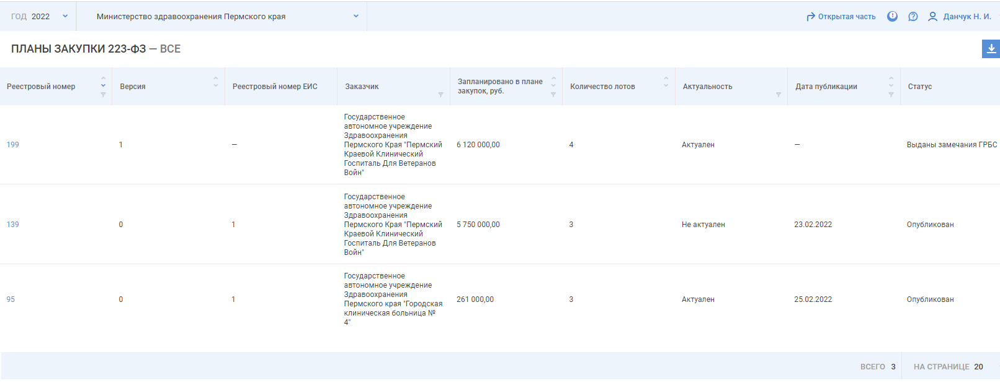 ГОД 2022 Министерство здравоохранения Пермского края Открытая часть Данчук Н. И.
ПЛАНЫ ЗАКУПКИ 223-ФЗ — ВСЕ
Реестровый номер Версия Реестровый номер ЕИС Заказчик Запланировано в плане закупок, руб. Количество лотов Актуальность Дата публикации Статус
Государственное
автономное учреждение
Здравоохранения
199 1 — Пермского Края "Пермский 6 120 000,00 4 Актуален — Выданы замечания ГРБС
Краевой Клинический
Госпиталь Для Ветеранов
Войн"
Государственное
автономное учреждение
Здравоохранения
139 0 1 Пермского Края "Пермский 5 750 000,00 3 Не актуален 23.02.2022 Опубликован
Краевой Клинический
Госпиталь Для Ветеранов
Войн"
Государственное
автономное учреждение
Здравоохранения
95 0 1 Пермского края "Городская 261 000,00 3 Актуален 25.02.2022 Опубликован
клиническая больница №
4"
ВСЕГО 3 НА СТРАНИЦЕ 20